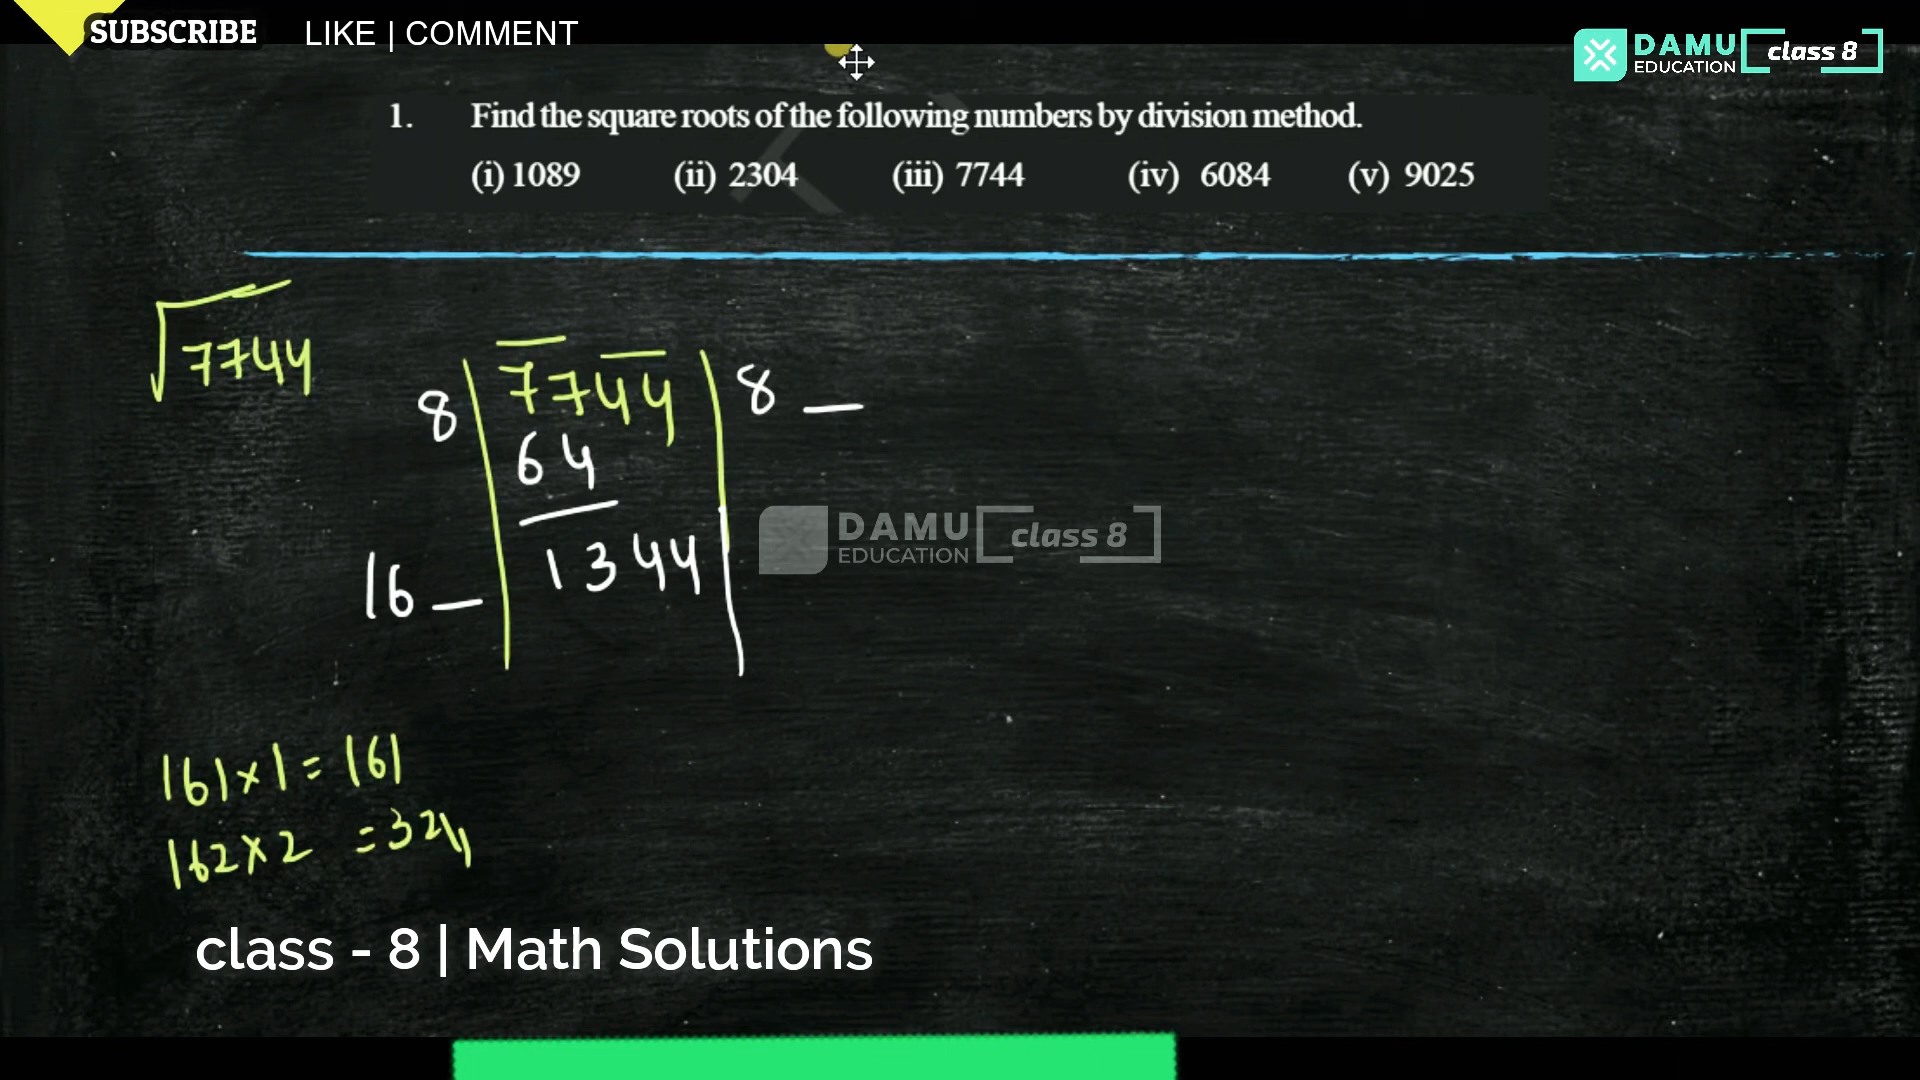 SUBSCRIBE LIKE | COMMENT
DAMU EDUCATION class 8
1. Find the square roots of the following numbers by division method.
(i) 1089 (ii) 2304 (iii) 7744 (iv) 6084 (v) 9025
√7744
8 7744 8 _
64
16 _ 1344
DAMU EDUCATION class 8
161 × 1 = 161
162 × 2 = 324
class - 8 | Math Solutions